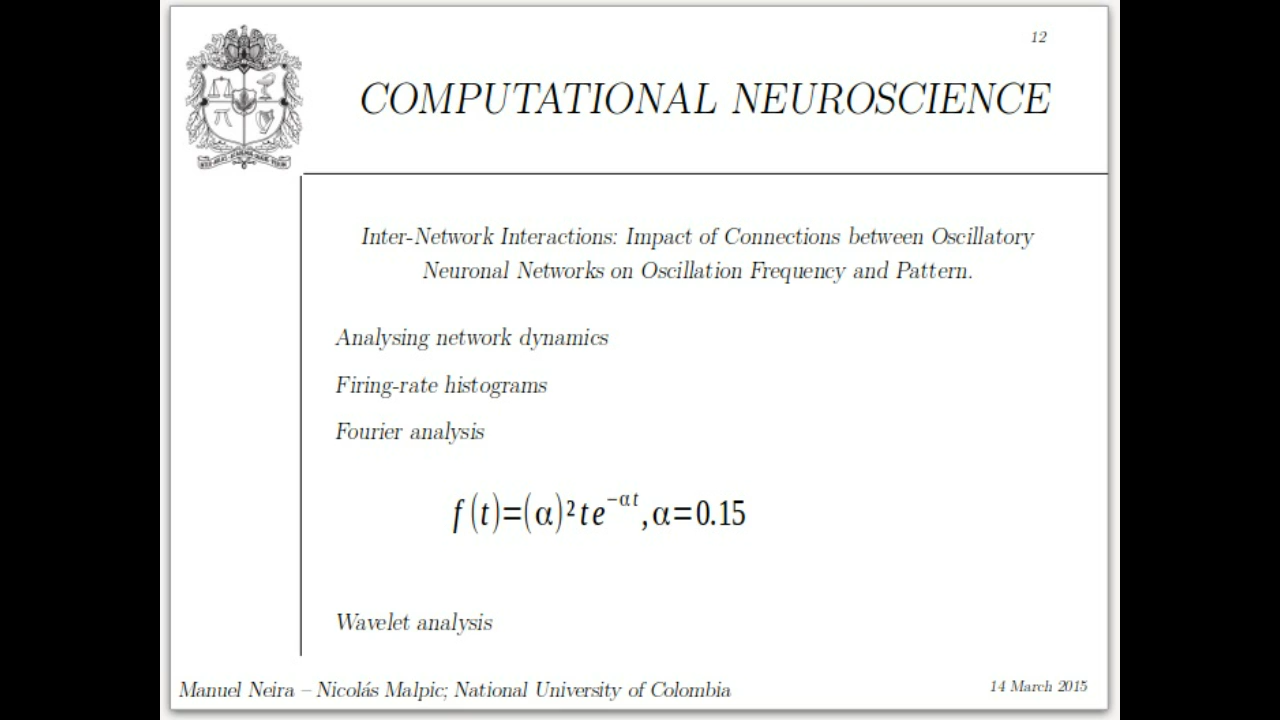 12
COMPUTATIONAL NEUROSCIENCE
Inter-Network Interactions: Impact of Connections between Oscillatory
Neuronal Networks on Oscillation Frequency and Pattern.
Analysing network dynamics
Firing-rate histograms
Fourier analysis
f(t)=(α)²te^{−αt},α=0.15
Wavelet analysis
Manuel Neira – Nicolás Malpic; National University of Colombia
14 March 2015